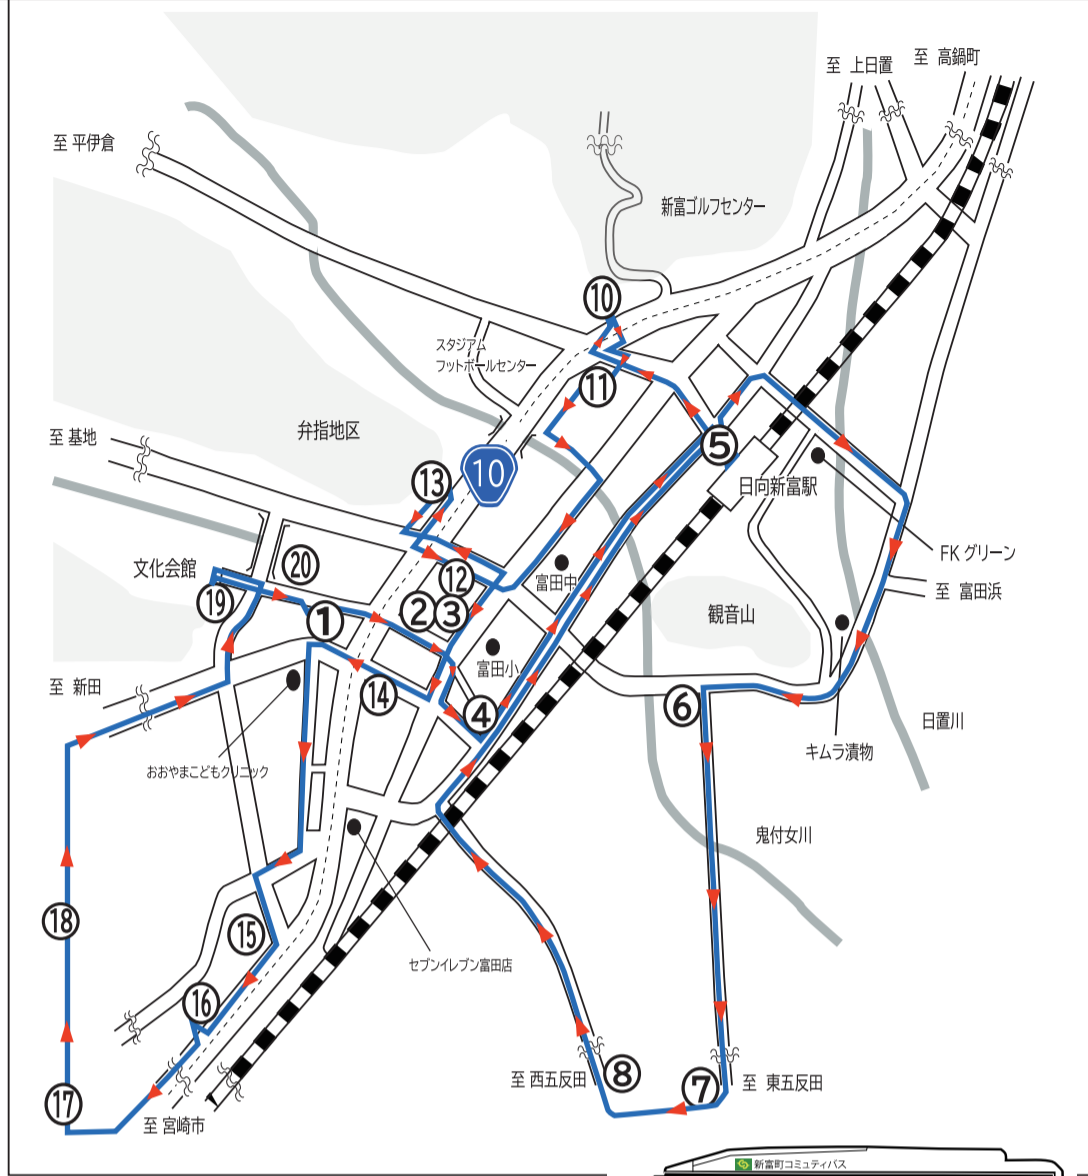 至 上日置
至 高鍋町
至 平伊倉
新富ゴルフセンター
⑩
スタジアム
フットボールセンター
⑪
弁指地区
至 基地
10
⑬
⑤
日向新富駅
FKグリーン
文化会館
⑳
⑲
①
⑫
②
③
富田中
至 富田浜
観音山
富田小
至 新田
⑭
④
⑥
日置川
キムラ漬物
おおやまこどもクリニック
鬼付女川
⑱
⑮
セブンイレブン富田店
⑯
⑰
至 宮崎市
至 西五反田
⑧
⑦
至 東五反田
新富町コミュティバス